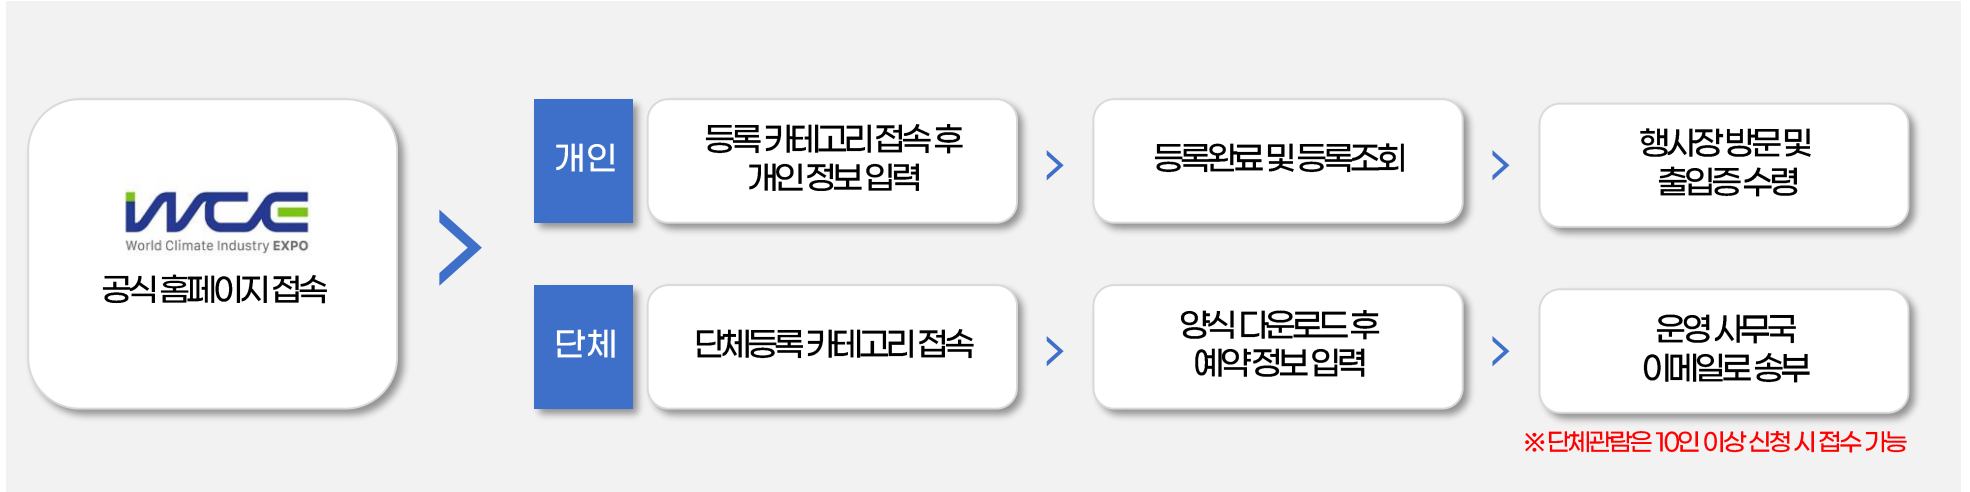 WCE
World Climate Industry EXPO
공식 홈페이지 접속
개인
등록 카테고리 접속 후
개인 정보 입력
등록완료 및 등록조회
행사장 방문 및
출입증 수령
단체
단체등록 카테고리 접속
양식 다운로드 후
예약 정보 입력
운영 사무국
이메일로 송부
※ 단체관람은 10인 이상 신청 시 접수 가능